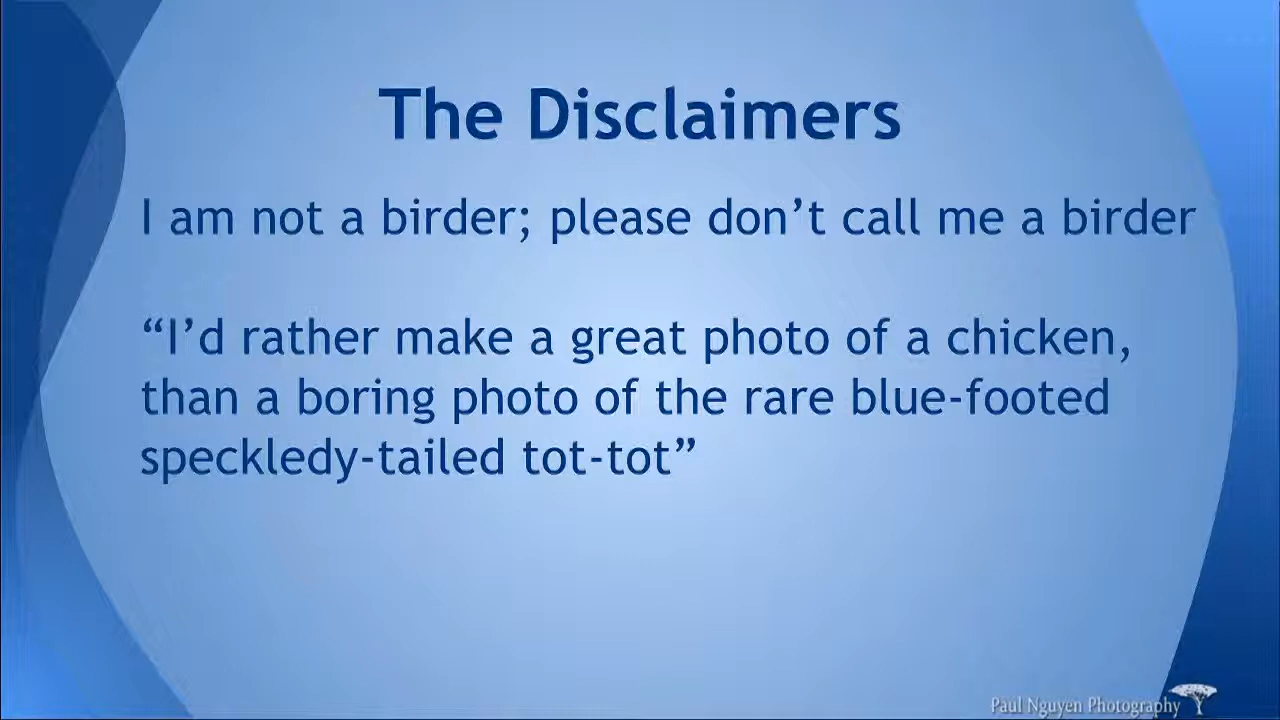 The Disclaimers
I am not a birder; please don’t call me a birder
“I’d rather make a great photo of a chicken,
than a boring photo of the rare blue-footed
speckledy-tailed tot-tot”
Paul Nguyen Photography